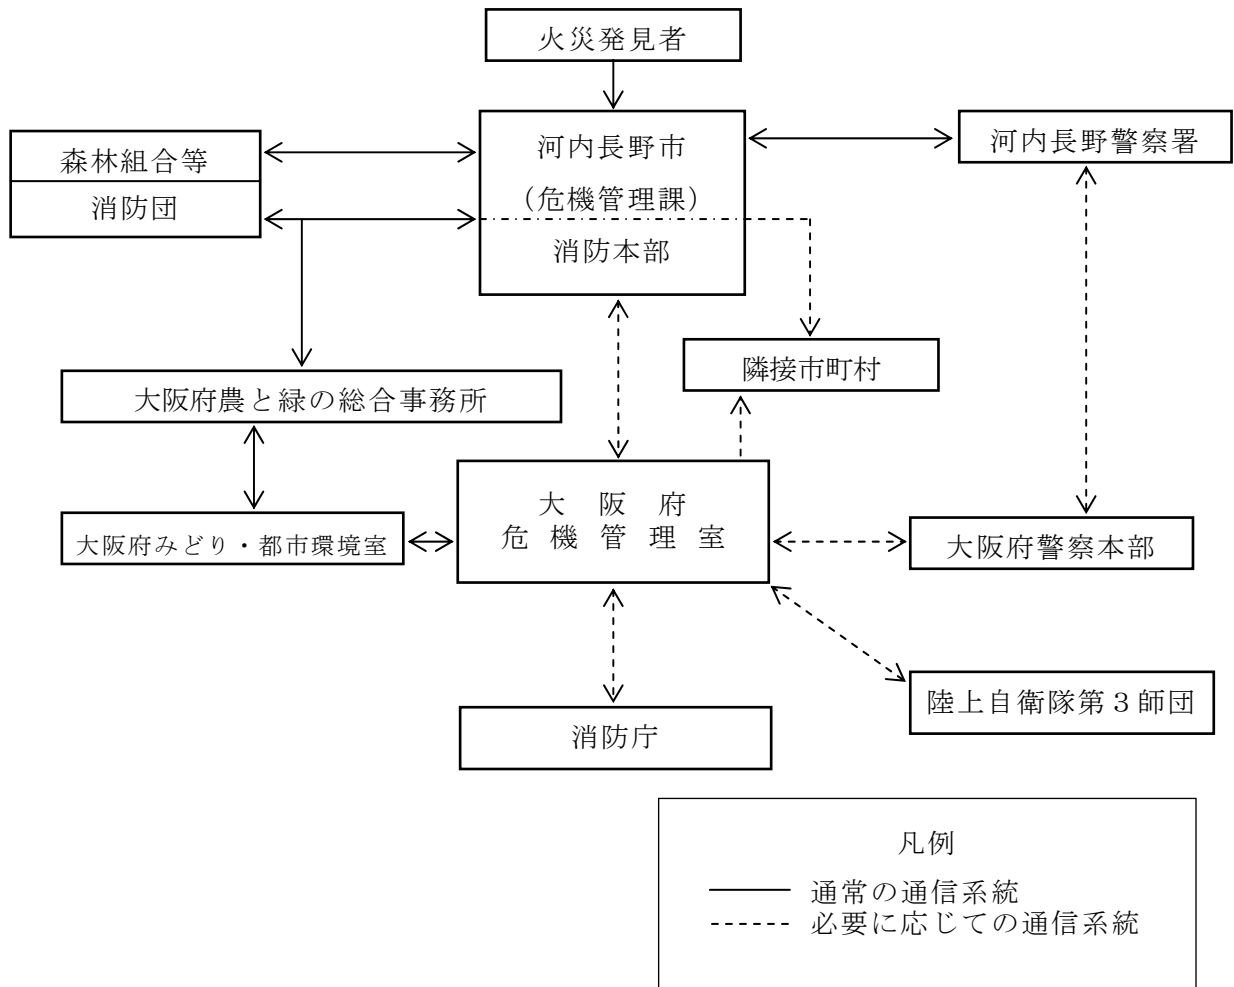 火災発見者
森林組合等
消防団
河内長野市
（危機管理課）
消防本部
河内長野警察署
隣接市町村
大阪府農と緑の総合事務所
大阪府みどり・都市環境室
大阪府
危機管理室
大阪府警察本部
陸上自衛隊第３師団
消防庁
凡例
通常の通信系統
必要に応じての通信系統